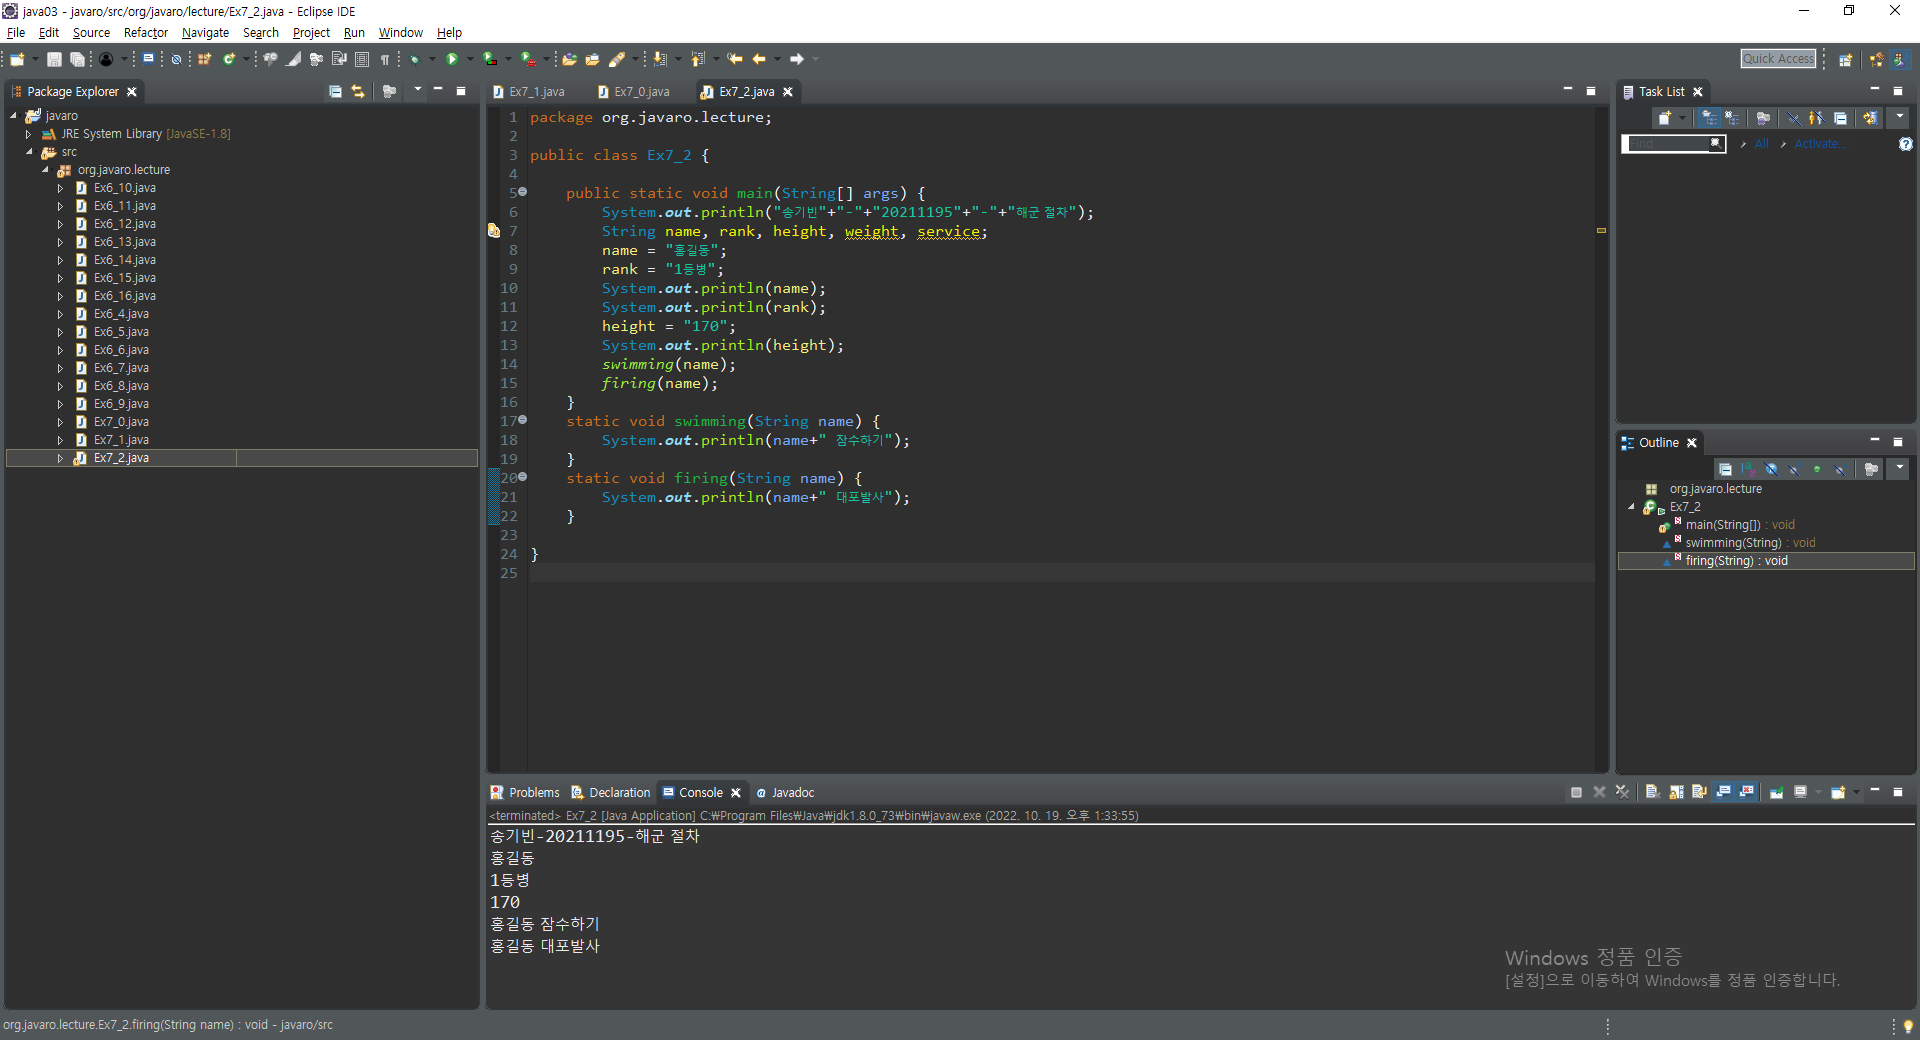 java03 - javaro/src/org/javaro/lecture/Ex7_2.java - Eclipse IDE
File Edit Source Refactor Navigate Search Project Run Window Help
Quick Access
Package Explorer
javaro
JRE System Library [JavaSE-1.8]
src
org.javaro.lecture
Ex6_10.java
Ex6_11.java
Ex6_12.java
Ex6_13.java
Ex6_14.java
Ex6_15.java
Ex6_16.java
Ex6_4.java
Ex6_5.java
Ex6_6.java
Ex6_7.java
Ex6_8.java
Ex6_9.java
Ex7_0.java
Ex7_1.java
Ex7_2.java
Ex7_1.java Ex7_0.java Ex7_2.java
1 package org.javaro.lecture;
2
3 public class Ex7_2 {
4
5 public static void main(String[] args) {
6 System.out.println("송기빈"+"-"+"20211195"+"-"+"해군 절차");
7 String name, rank, height, weight, service;
8 name = "홍길동";
9 rank = "1등병";
10 System.out.println(name);
11 System.out.println(rank);
12 height = "170";
13 System.out.println(height);
14 swimming(name);
15 firing(name);
16 }
17 static void swimming(String name) {
18 System.out.println(name+" 잠수하기");
19 }
20 static void firing(String name) {
21 System.out.println(name+" 대포발사");
22 }
23
24 }
25
Task List
Find All Activate...
Outline
org.javaro.lecture
Ex7_2
main(String[]) : void
swimming(String) : void
firing(String) : void
Problems Declaration Console Javadoc
<terminated> Ex7_2 [Java Application] C:₩Program Files₩Java₩jdk1.8.0_73₩bin₩javaw.exe (2022. 10. 19. 오후 1:33:55)
송기빈-20211195-해군 절차
홍길동
1등병
170
홍길동 잠수하기
홍길동 대포발사
Windows 정품 인증
[설정]으로 이동하여 Windows를 정품 인증합니다.
org.javaro.lecture.Ex7_2.firing(String name) : void - javaro/src